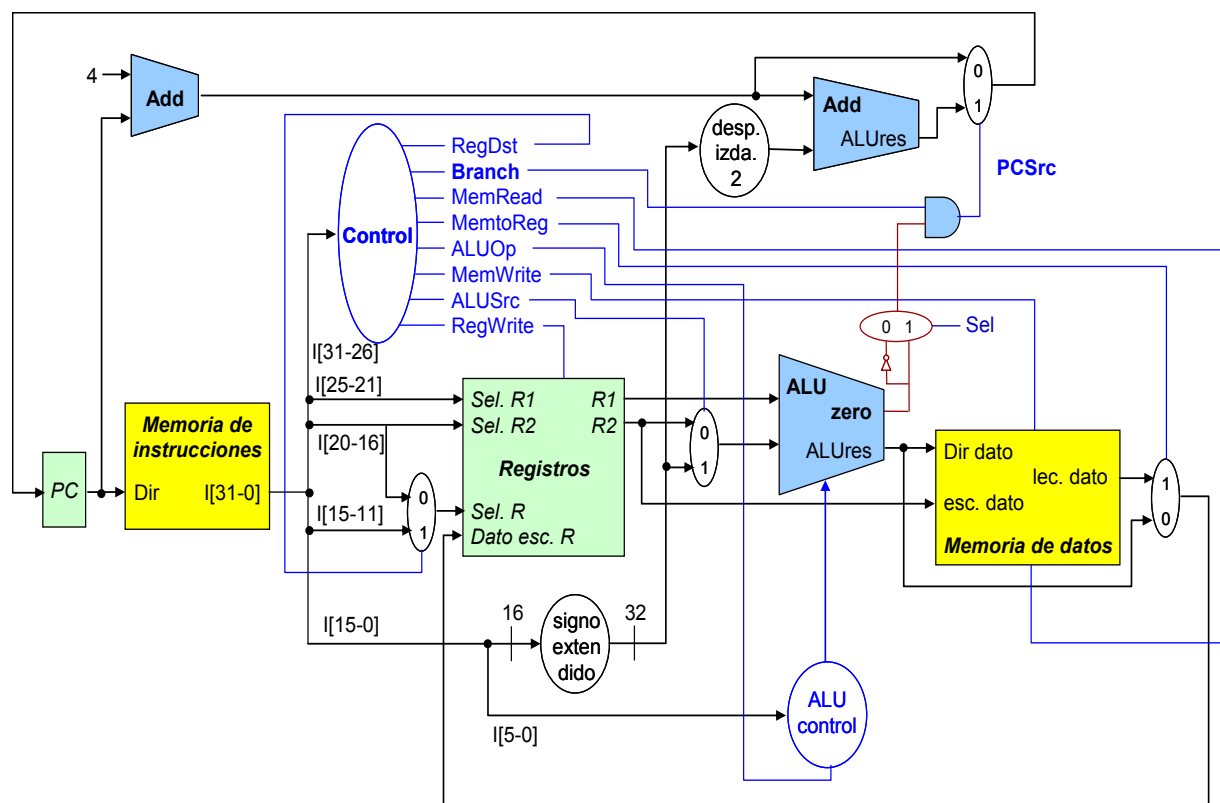 4
Add
0
1
Add
ALUres
desp.
izda.
2
PCSrc
Control
RegDst
Branch
MemRead
MemtoReg
ALUOp
MemWrite
ALUSrc
RegWrite
0 1
Sel
I[31-26]
I[25-21]
I[20-16]
I[15-11]
I[15-0]
Memoria de
instrucciones
Dir
I[31-0]
PC
0
1
Sel. R1
R1
Sel. R2
R2
Registros
Sel. R
Dato esc. R
0
1
ALU
zero
ALUres
Dir dato
lec. dato
esc. dato
Memoria de datos
1
0
16
signo
exten
dido
32
I[5-0]
ALU
control